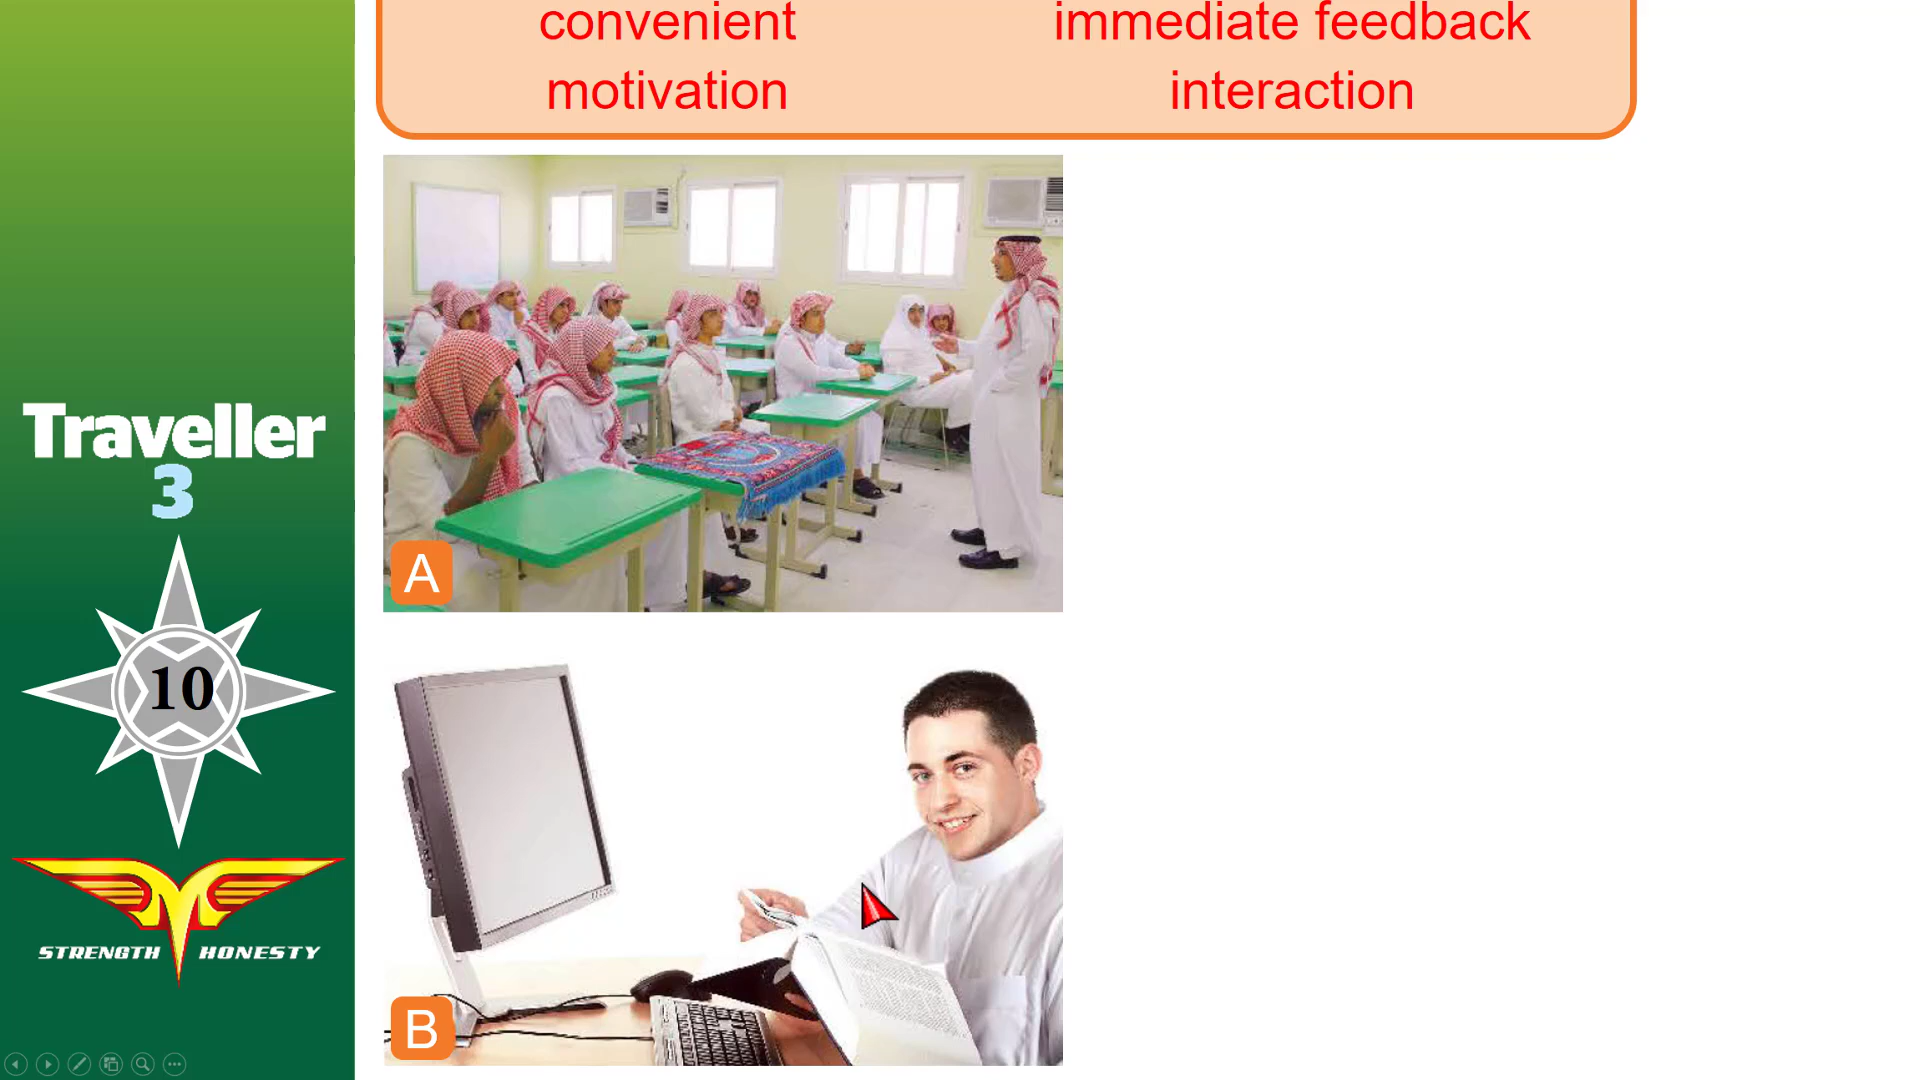 convenient immediate feedback
motivation interaction
Traveller
3
10
STRENGTH HONESTY
A
B